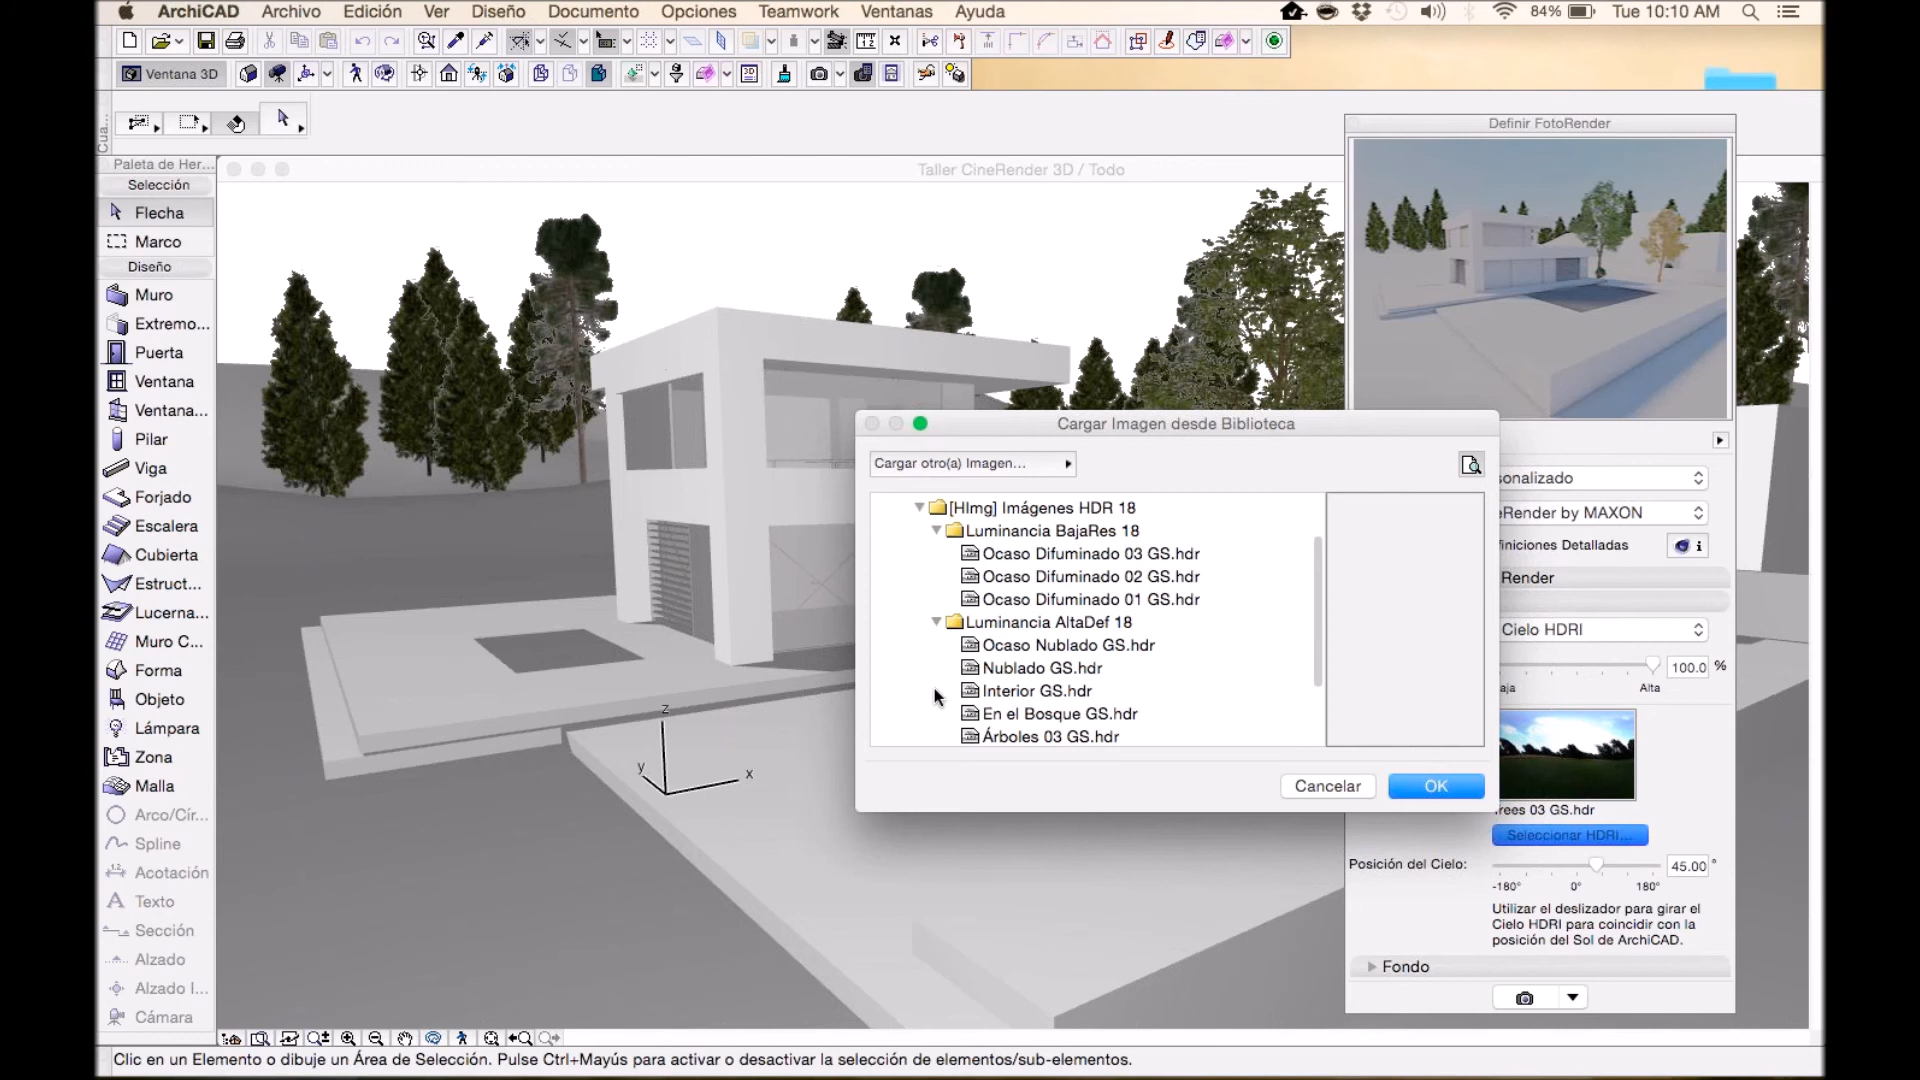 ArchiCAD Archivo Edición Ver Diseño Documento Opciones Teamwork Ventanas Ayuda 84% Tue 10:10 AM
Ventana 3D
Cua...
Paleta de Her...
Selección
Flecha
Marco
Diseño
Muro
Extremo...
Puerta
Ventana
Ventana...
Pilar
Viga
Forjado
Escalera
Cubierta
Estruct...
Lucerna...
Muro C...
Forma
Objeto
Lámpara
Zona
Malla
Arco/Cír...
Spline
Acotación
Texto
Sección
Alzado
Alzado I...
Cámara
Taller CineRender 3D / Todo
z
y
x
Cargar Imagen desde Biblioteca
Cargar otro(a) Imagen...
[HImg] Imágenes HDR 18
Luminancia BajaRes 18
Ocaso Difuminado 03 GS.hdr
Ocaso Difuminado 02 GS.hdr
Ocaso Difuminado 01 GS.hdr
Luminancia AltaDef 18
Ocaso Nublado GS.hdr
Nublado GS.hdr
Interior GS.hdr
En el Bosque GS.hdr
Árboles 03 GS.hdr
Cancelar OK
Definir FotoRender
sonalizado
eRender by MAXON
finiciones Detalladas
Render
Cielo HDRI
100.0 %
aja Alta
rees 03 GS.hdr
Seleccionar HDRI...
Posición del Cielo: 45.00 °
-180° 0° 180°
Utilizar el deslizador para girar el
Cielo HDRI para coincidir con la
posición del Sol de ArchiCAD.
Fondo
Clic en un Elemento o dibuje un Área de Selección. Pulse Ctrl+Mayús para activar o desactivar la selección de elementos/sub-elementos.